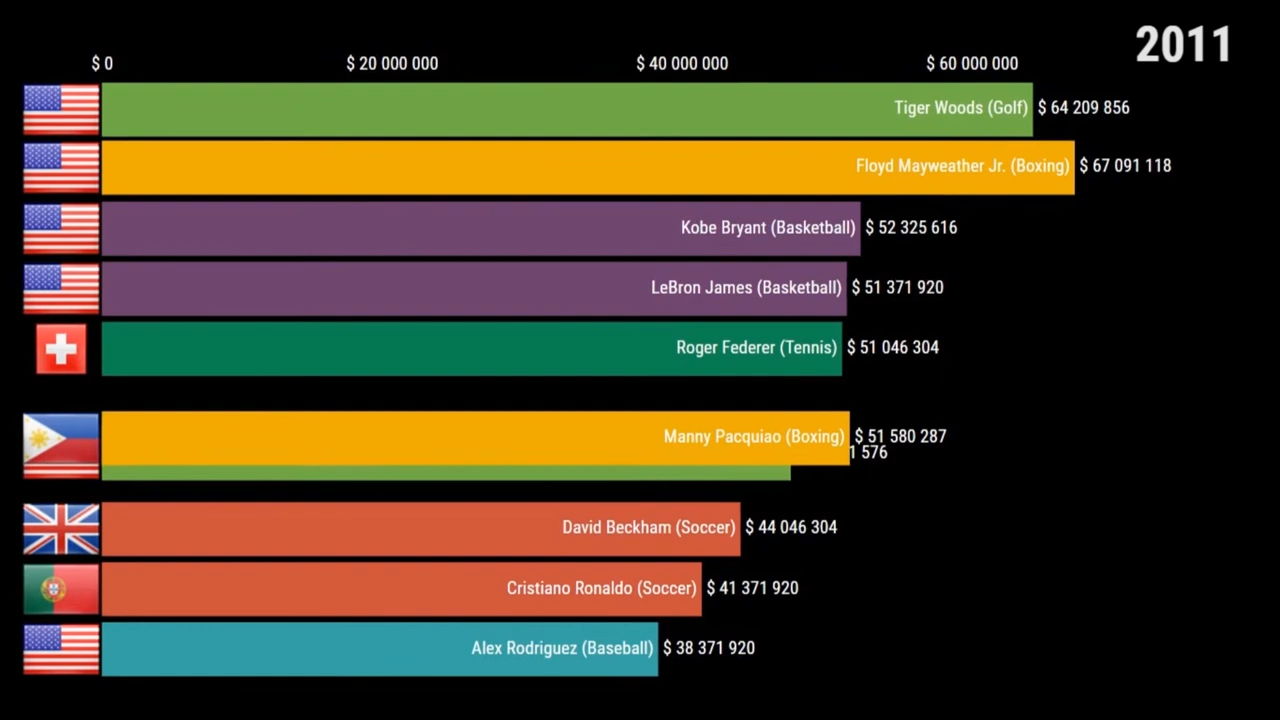 2011
$ 0 $ 20 000 000 $ 40 000 000 $ 60 000 000
Tiger Woods (Golf) $ 64 209 856
Floyd Mayweather Jr. (Boxing) $ 67 091 118
Kobe Bryant (Basketball) $ 52 325 616
LeBron James (Basketball) $ 51 371 920
Roger Federer (Tennis) $ 51 046 304
Manny Pacquiao (Boxing) $ 51 580 287
1 576
David Beckham (Soccer) $ 44 046 304
Cristiano Ronaldo (Soccer) $ 41 371 920
Alex Rodriguez (Baseball) $ 38 371 920